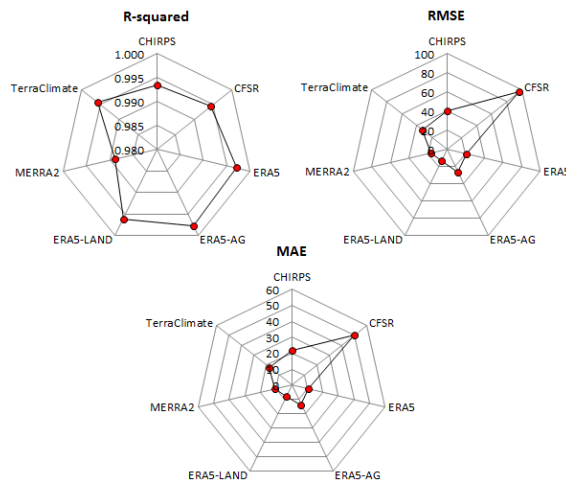 R-squared
CHIRPS
1.000
0.995
0.990
0.985
0.980
CFSR
ERA5
ERA5-AG
ERA5-LAND
MERRA2
TerraClimate
RMSE
CHIRPS
100
80
60
40
20
0
CFSR
ERA5
ERA5-AG
ERA5-LAND
MERRA2
TerraClimate
MAE
CHIRPS
60
50
40
30
20
10
0
CFSR
ERA5
ERA5-AG
ERA5-LAND
MERRA2
TerraClimate